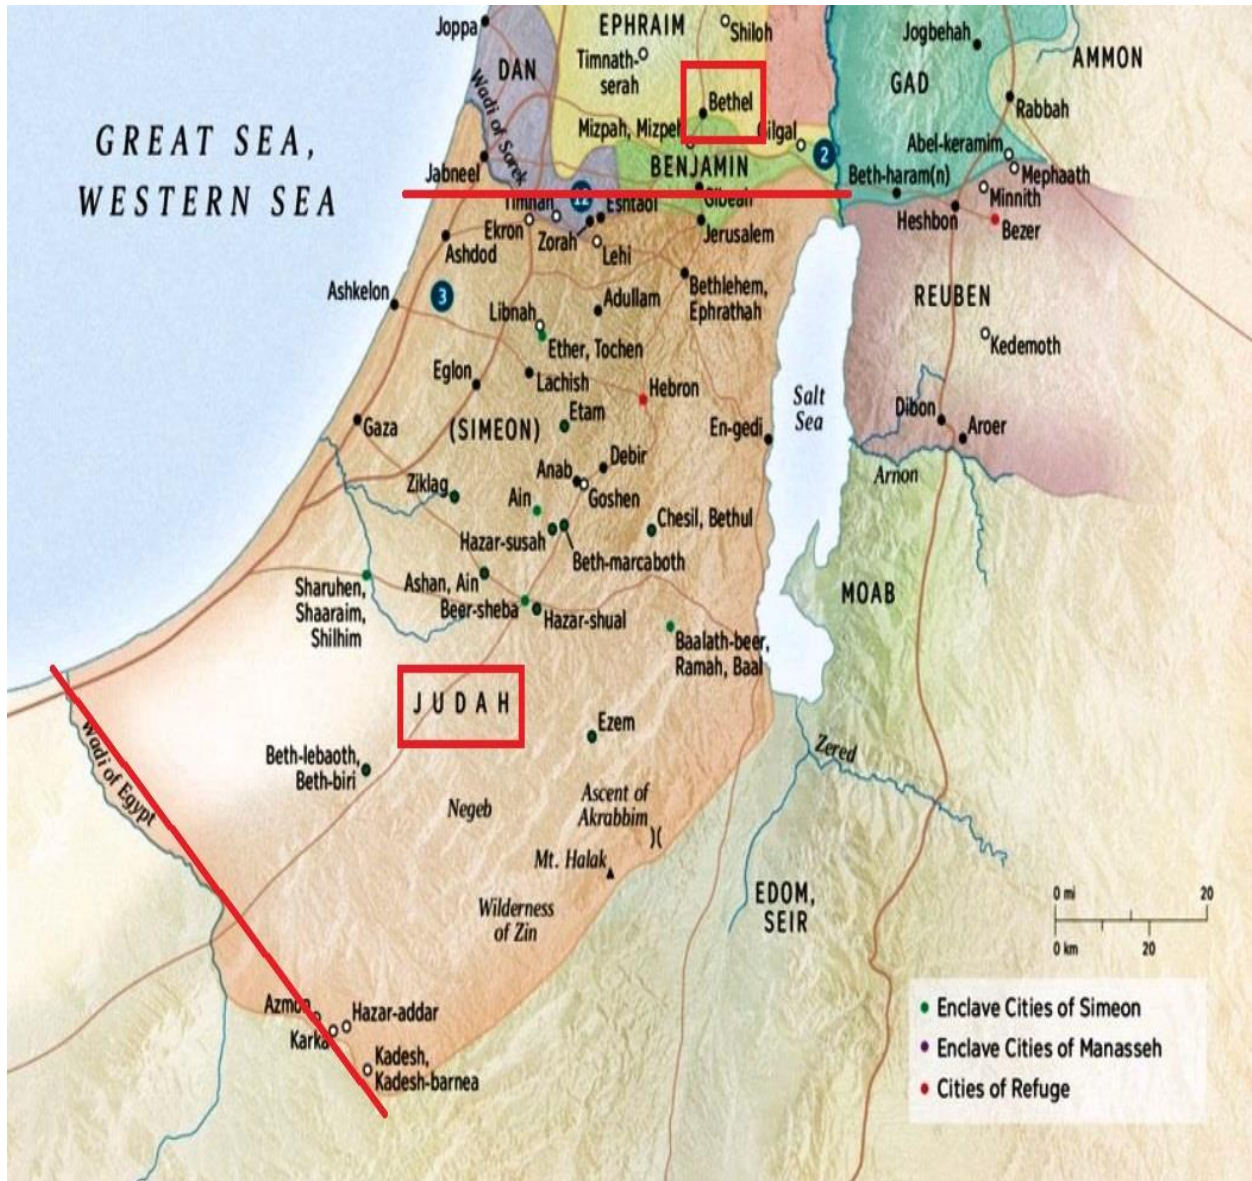 Joppa
EPHRAIM
Shiloh
Timnath-
serah
DAN
Jogbehah
AMMON
GAD
Bethel
Rabbah
GREAT SEA,
WESTERN SEA
Wadi of Sorek
Mizpah, Mizpeh
Gilgal
2
Abel-keramim
Jabneel
BENJAMIN
Beth-haram(n)
Mephaath
Minnith
Timnah
12
Eshtaol
Gibeah
Heshbon
Bezer
Ekron
Zorah
Jerusalem
Ashdod
Lehi
Ashkelon
3
Adullam
Bethlehem,
Ephrathah
REUBEN
Libnah
Ether, Tochen
Kedemoth
Eglon
Lachish
Hebron
Salt
Sea
Etam
Dibon
Gaza
(SIMEON)
En-gedi
Aroer
Debir
Anab
Arnon
Ziklag
Goshen
Ain
Chesil, Bethul
Hazar-susah
Beth-marcaboth
Sharuhen,
Shaaraim,
Shilhim
Ashan, Ain
MOAB
Beer-sheba
Hazar-shual
Baalath-beer,
Ramah, Baal
JUDAH
Ezem
Wadi of Egypt
Beth-lebaoth,
Beth-biri
Zered
Negeb
Ascent of
Akrabbim
Mt. Halak
EDOM,
SEIR
0 mi 20
Wilderness
of Zin
0 km 20
Azmon
Hazar-addar
Karka
Kadesh,
Kadesh-barnea
Enclave Cities of Simeon
Enclave Cities of Manasseh
Cities of Refuge